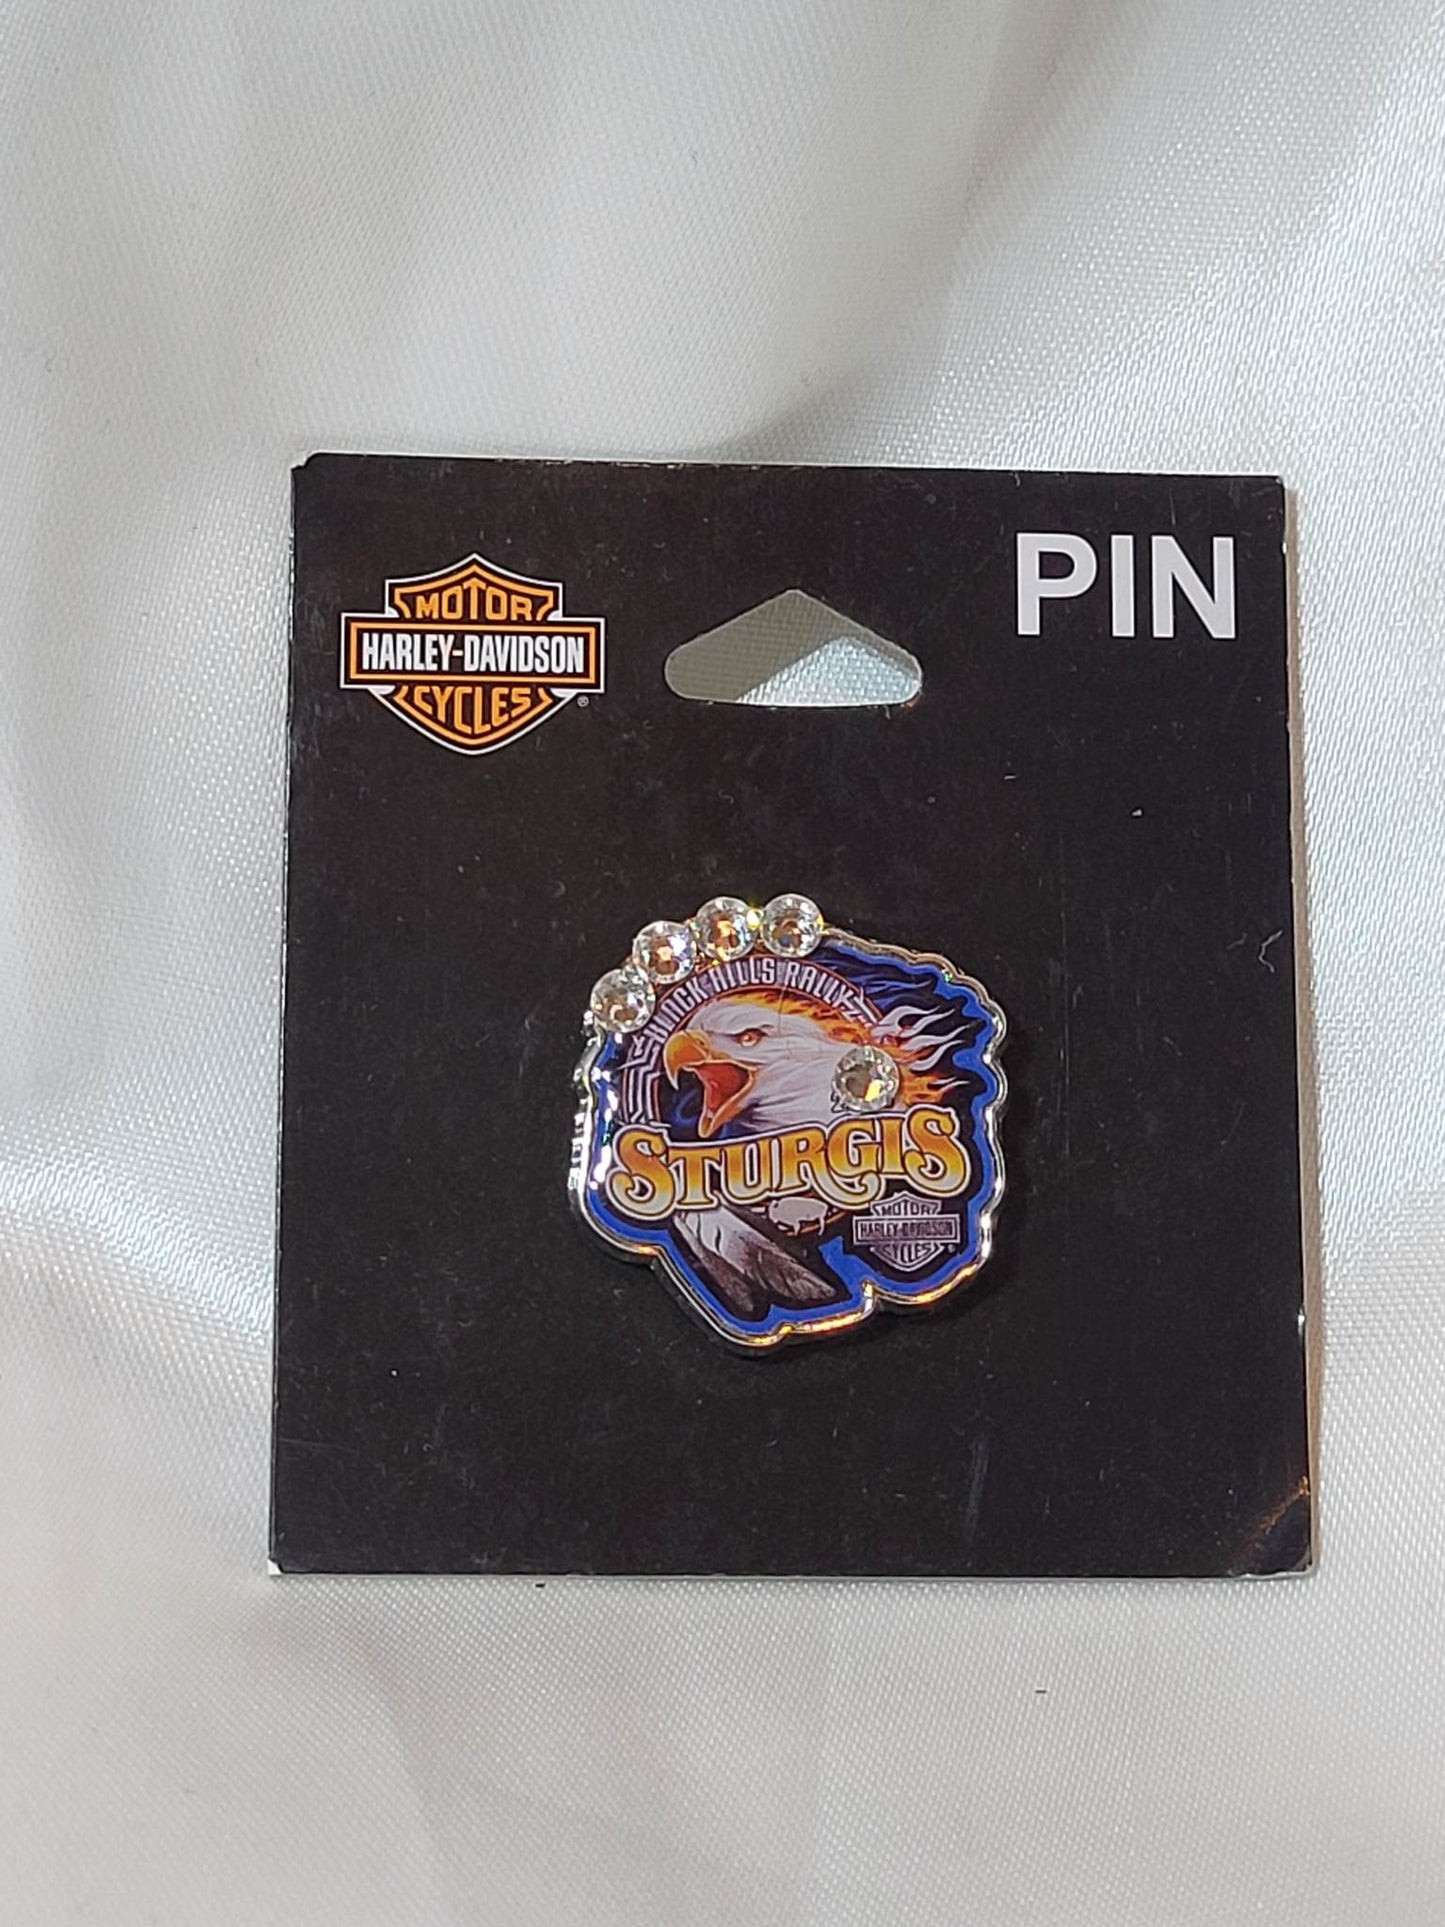 MOTOR
HARLEY-DAVIDSON
CYCLES
®
PIN
BLACK HILLS RALLY
STURGIS
MOTOR
HARLEY-DAVIDSON
CYCLES
®